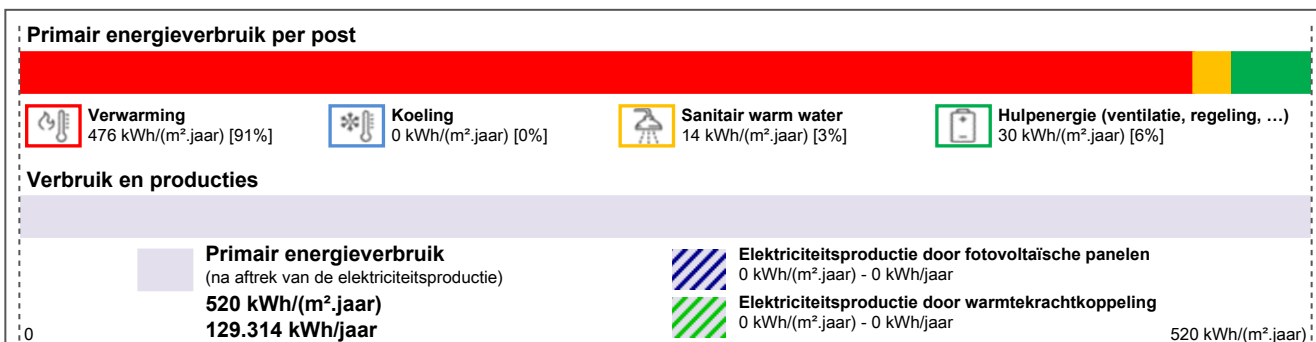 Primair energieverbruik per post
Verwarming
476 kWh/(m².jaar) [91%]
Koeling
0 kWh/(m².jaar) [0%]
Sanitair warm water
14 kWh/(m².jaar) [3%]
Hulpenergie (ventilatie, regeling, …)
30 kWh/(m².jaar) [6%]
Verbruik en producties
Primair energieverbruik
(na aftrek van de elektriciteitsproductie)
520 kWh/(m².jaar)
129.314 kWh/jaar
Elektriciteitsproductie door fotovoltaïsche panelen
0 kWh/(m².jaar) - 0 kWh/jaar
Elektriciteitsproductie door warmtekrachtkoppeling
0 kWh/(m².jaar) - 0 kWh/jaar
0
520 kWh/(m².jaar)